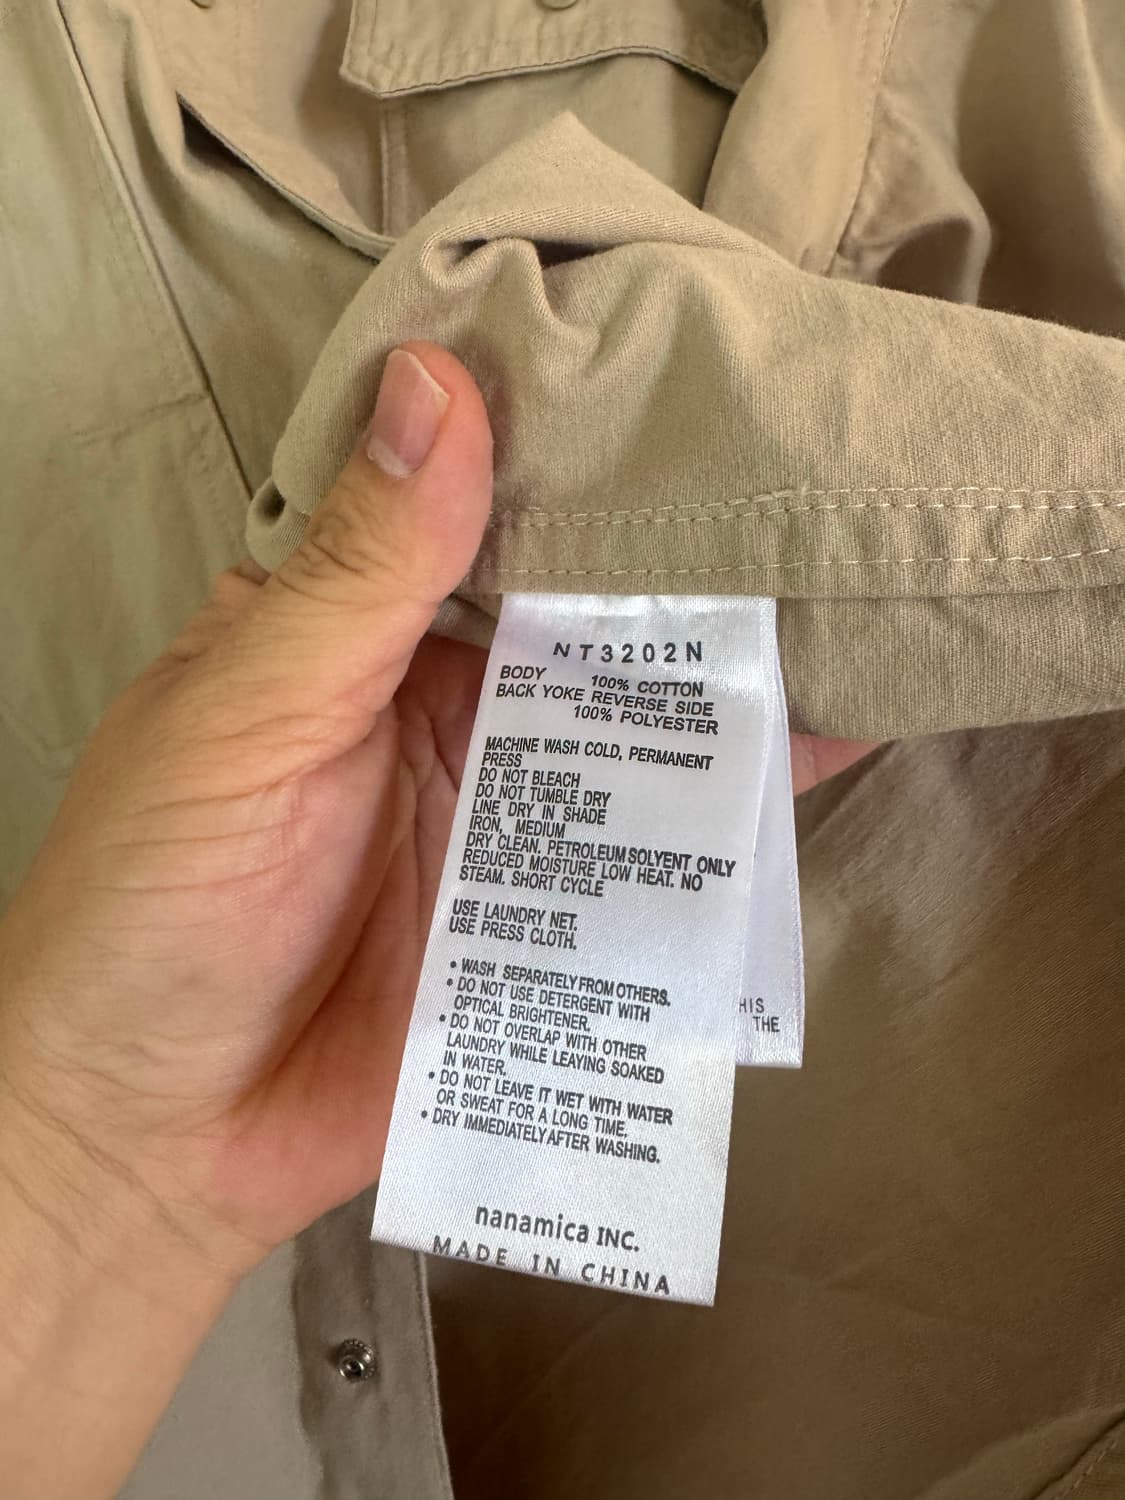 NT3202N
BODY 100% COTTON
BACK YOKE REVERSE SIDE
100% POLYESTER
MACHINE WASH COLD, PERMANENT
PRESS
DO NOT BLEACH
DO NOT TUMBLE DRY
LINE DRY IN SHADE
IRON, MEDIUM
DRY CLEAN. PETROLEUM SOLVENT ONLY
REDUCED MOISTURE LOW HEAT. NO
STEAM. SHORT CYCLE
USE LAUNDRY NET.
USE PRESS CLOTH.
• WASH SEPARATELY FROM OTHERS.
• DO NOT USE DETERGENT WITH
OPTICAL BRIGHTENER.
• DO NOT OVERLAP WITH OTHER
LAUNDRY WHILE LEAYING SOAKED
IN WATER.
• DO NOT LEAVE IT WET WITH WATER
OR SWEAT FOR A LONG TIME.
• DRY IMMEDIATELY AFTER WASHING.
nanamica INC.
MADE IN CHINA
HIS
THE